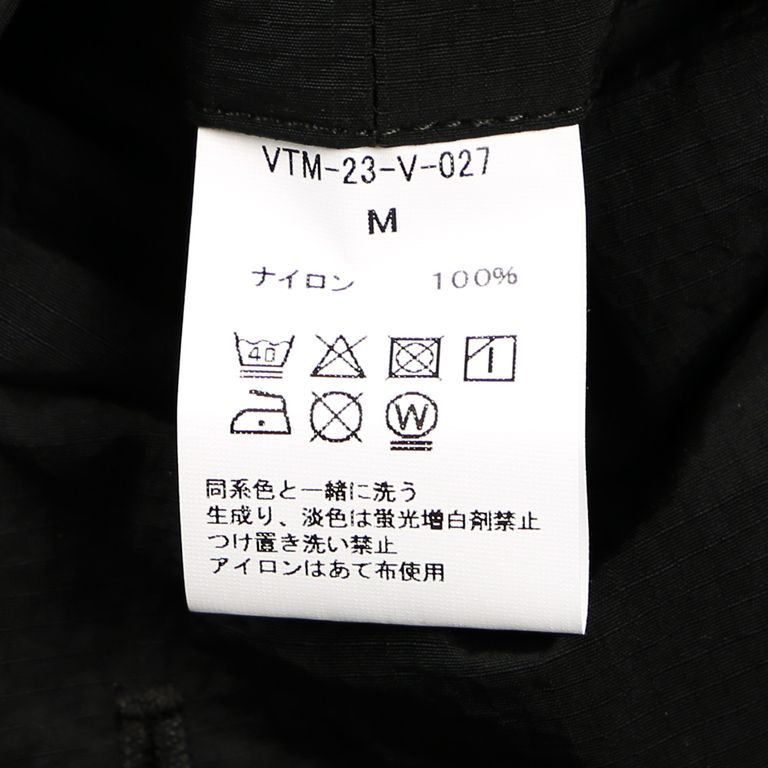 VTM-23-V-027
M
ナイロン 100%
40
W
同系色と一緒に洗う
生成り、淡色は蛍光増白剤禁止
つけ置き洗い禁止
アイロンはあて布使用